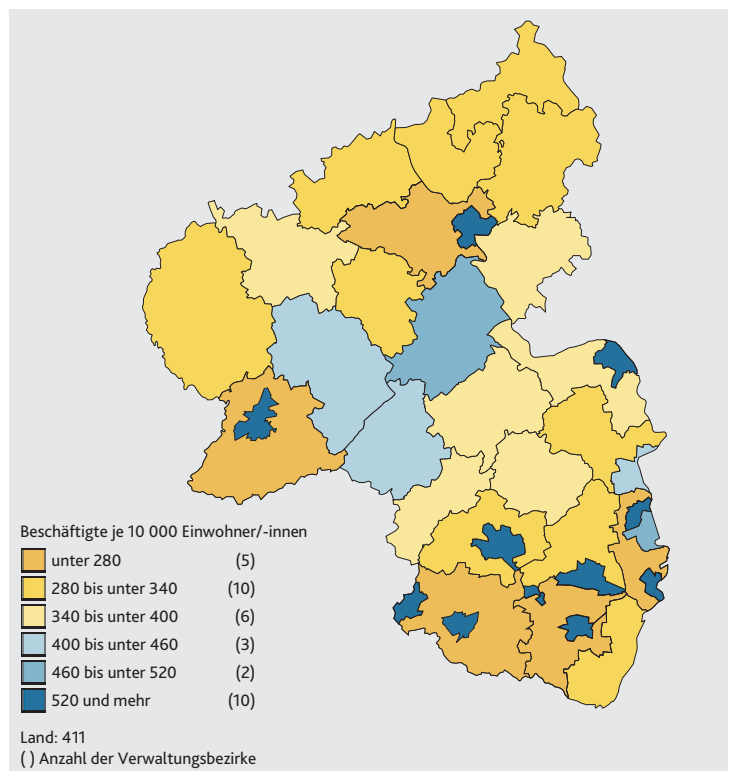 Beschäftigte je 10 000 Einwohner/-innen
unter 280 (5)
280 bis unter 340 (10)
340 bis unter 400 (6)
400 bis unter 460 (3)
460 bis unter 520 (2)
520 und mehr (10)
Land: 411
( ) Anzahl der Verwaltungsbezirke